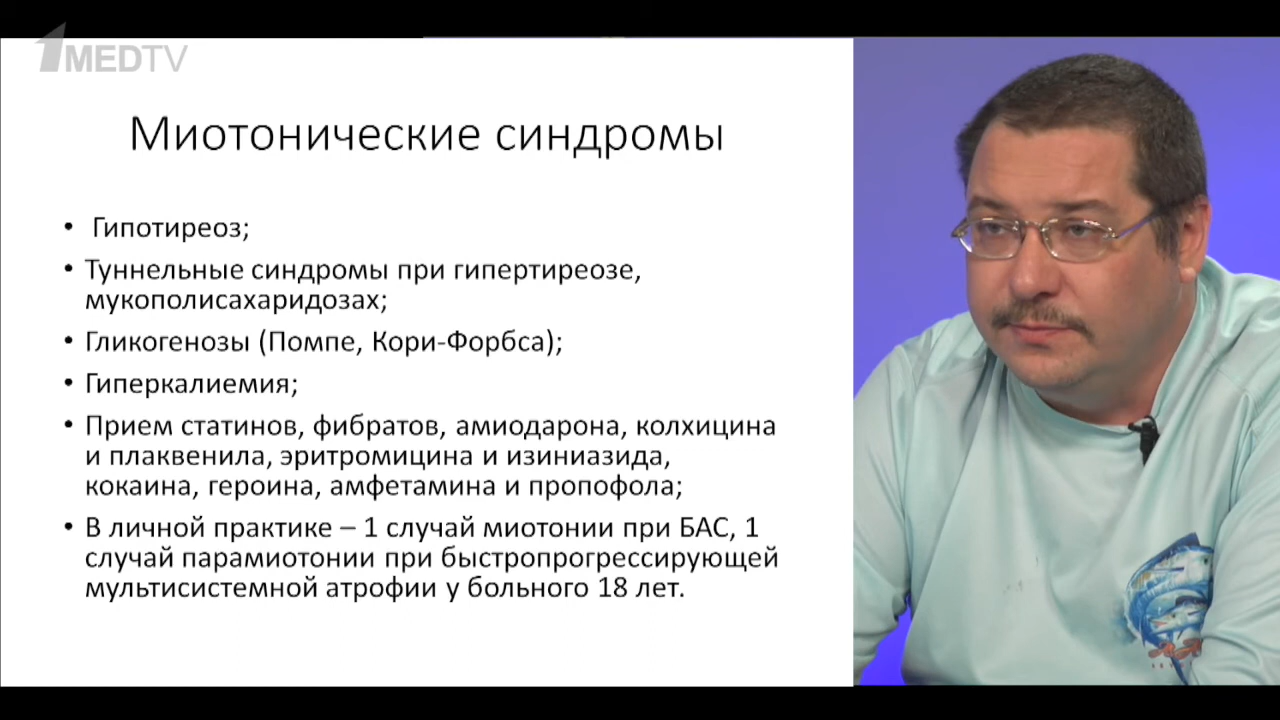 1MEDTV
Миотонические синдромы
• Гипотиреоз;
• Туннельные синдромы при гипертиреозе,
мукополисахаридозах;
• Гликогенозы (Помпе, Кори-Форбса);
• Гиперкалиемия;
• Прием статинов, фибратов, амиодарона, колхицина
и плаквенила, эритромицина и изиниазида,
кокаина, героина, амфетамина и пропофола;
• В личной практике – 1 случай миотонии при БАС, 1
случай парамиотонии при быстропрогрессирующей
мультисистемной атрофии у больного 18 лет.